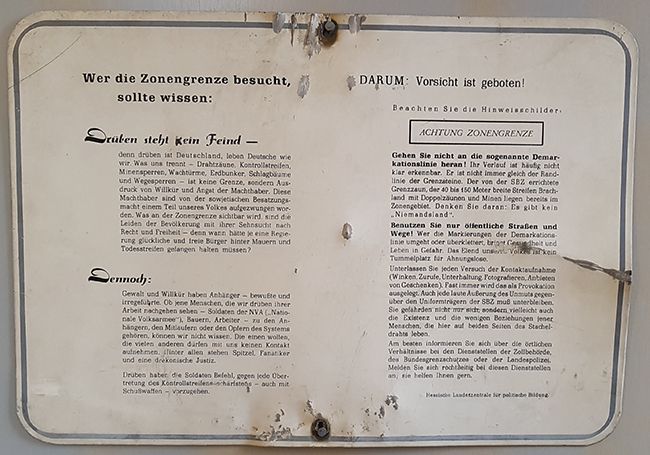 Wer die Zonengrenze besucht,
sollte wissen:
Drüben steht kein Feind –
denn drüben ist Deutschland, leben Deutsche wie
wir. Was uns trennt – Drahtzäune, Kontrollstreifen,
Minensperren, Wachtürme, Erdbunker, Schlagbäume
und Wegesperren – ist keine Grenze, sondern Aus-
druck von Willkür und Angst der Machthaber. Diese
Machthaber sind von der sowjetischen Besatzungs-
macht einem Teil unseres Volkes aufgezwungen wor-
den. Was an der Zonengrenze sichtbar wird, sind die
Leiden der Bevölkerung mit ihrer Sehnsucht nach
Recht und Freiheit – denn wann hätte je eine Regie-
rung glückliche und freie Bürger hinter Mauern und
Todesstreifen gefangen halten müssen?
Dennoch:
Gewalt und Willkür haben Anhänger – bewußte und
irregeführte. Ob jene Menschen, die wir drüben ihrer
Arbeit nachgehen sehen – Soldaten der NVA („Natio-
nale Volksarmee“), Bauern, Arbeiter – zu den An-
hängern, den Mitläufern oder den Opfern des Systems
gehören, können wir nicht wissen. Die einen wollen,
die vielen anderen dürfen mit uns keinen Kontakt
aufnehmen. Hinter allen stehen Spitzel, Fanatiker
und eine drakonische Justiz.
Drüben haben die Soldaten Befehl, gegen jede Über-
tretung des Kontrollstreifens schärfstens – auch mit
Schußwaffen – vorzugehen.
DARUM: Vorsicht ist geboten!
Beachten Sie die Hinweisschilder:
ACHTUNG ZONENGRENZE
Gehen Sie nicht an die sogenannte Demar-
kationslinie heran! Ihr Verlauf ist häufig nicht
klar erkennbar. Er ist nicht immer gleich der Rand-
linie der Grenzsteine. Der von der SBZ errichtete
Grenzzaun, der 40 bis 150 Meter breite Streifen Brach-
land mit Doppelzäunen und Minen liegen bereits im
Zonengebiet. Denken Sie daran: Es gibt kein
„Niemandsland“.
Benutzen Sie nur öffentliche Straßen und
Wege! Wer die Markierungen der Demarkations-
linie umgeht oder überklettert, bringt Gesundheit und
Leben in Gefahr. Das Elend unseres Volkes ist kein
Tummelplatz für Ahnungslose.
Unterlassen Sie jeden Versuch der Kontaktaufnahme
(Winken, Zurufe, Unterhaltung, Fotografieren, Anbieten
von Geschenken). Fast immer wird das als Provokation
ausgelegt. Auch jede laute Äußerung des Unmuts gegen-
über den Uniformträgern der SBZ muß unterbleiben.
Sie gefährden nicht nur sich, sondern vielleicht auch
die Existenz und die wenigen Beziehungen jener
Menschen, die hier auf beiden Seiten des Stachel-
drahts leben.
Am besten informieren Sie sich über die örtlichen
Verhältnisse bei den Dienststellen der Zollbehörde,
des Bundesgrenzschutzes oder der Landespolizei.
Melden Sie sich rechtzeitig bei diesen Dienststellen
an, sie helfen Ihnen gern.
Hessische Landeszentrale für politische Bildung.